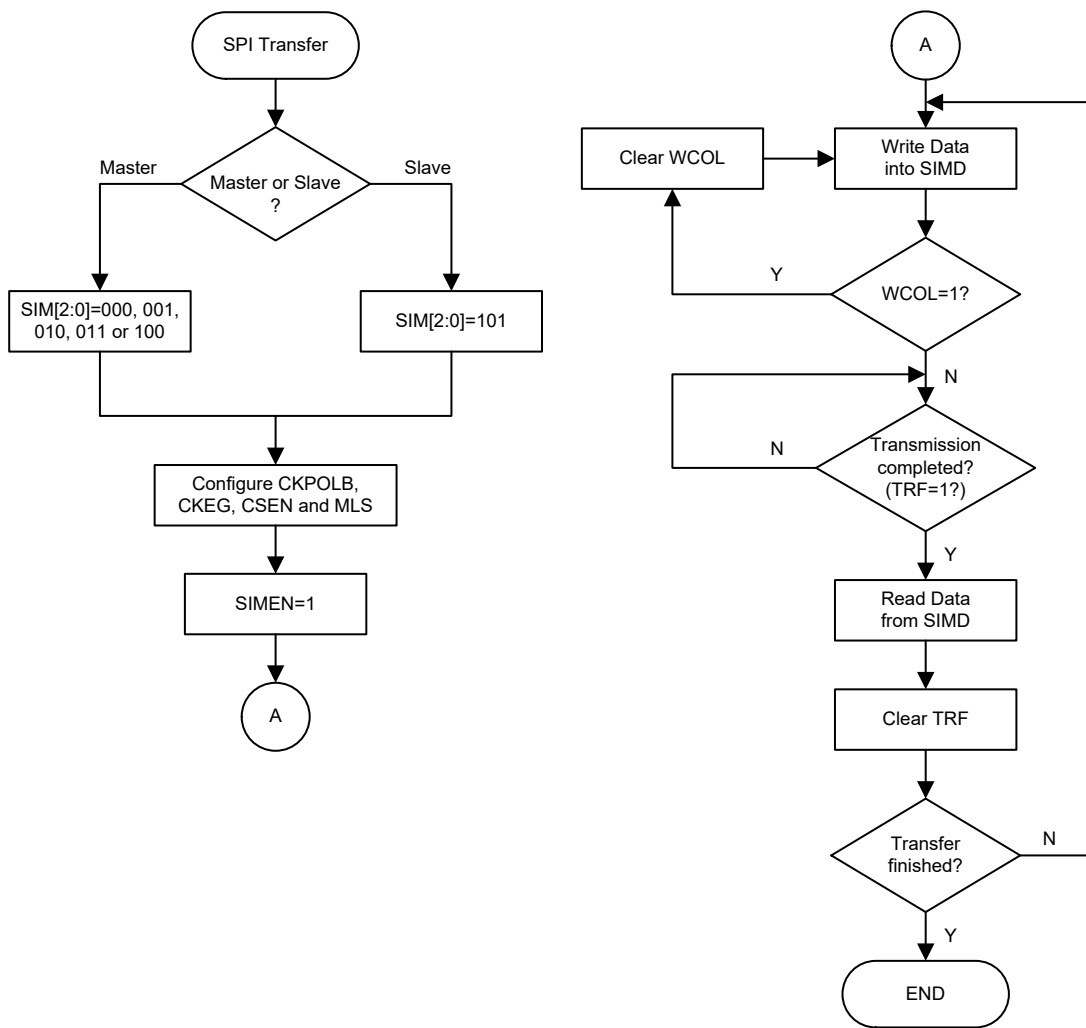 SPI Transfer
Master
Slave
Master or Slave
?
SIM[2:0]=000, 001,
010, 011 or 100
SIM[2:0]=101
Configure CKPOLB,
CKEG, CSEN and MLS
SIMEN=1
A
A
Clear WCOL
Write Data
into SIMD
Y
WCOL=1?
N
N
Transmission
completed?
(TRF=1?)
Y
Read Data
from SIMD
Clear TRF
Transfer
finished?
N
Y
END